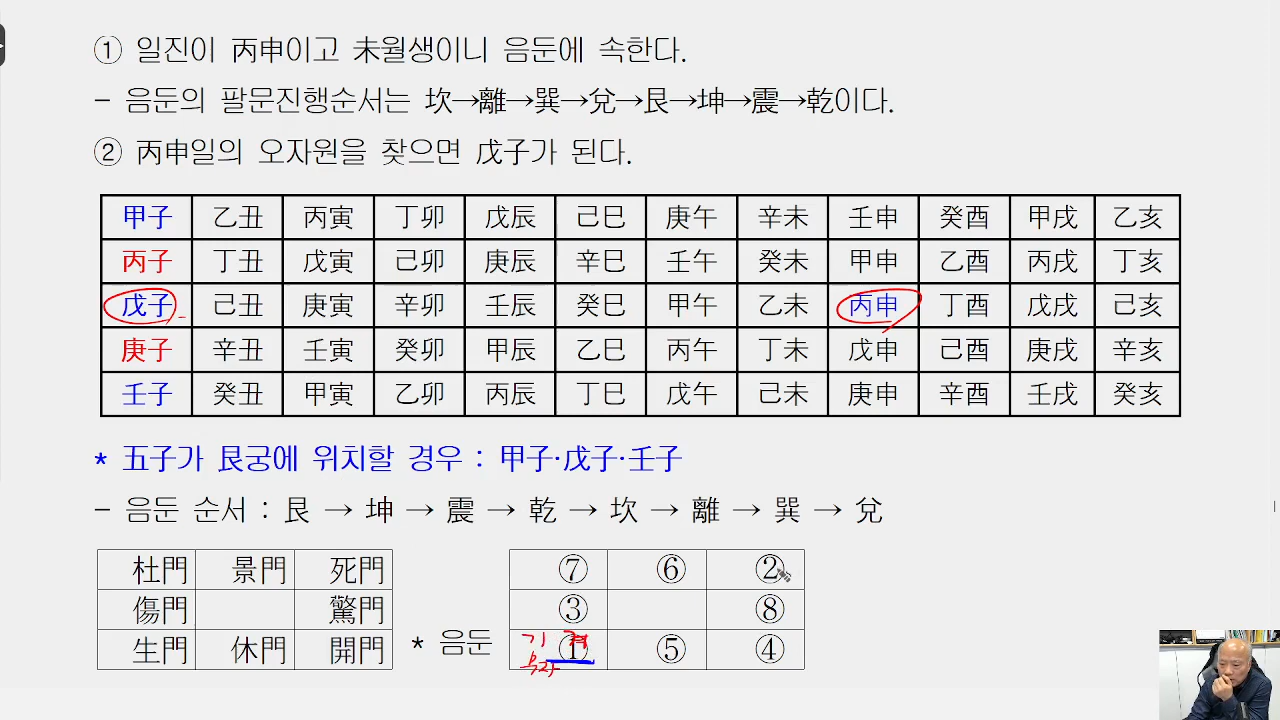 ① 일진이 丙申이고 未월생이니 음둔에 속한다.
- 음둔의 팔문진행순서는 坎→離→巽→兌→艮→坤→震→乾이다.
② 丙申일의 오자원을 찾으면 戊子가 된다.
甲子 乙丑 丙寅 丁卯 戊辰 己巳 庚午 辛未 壬申 癸酉 甲戌 乙亥
丙子 丁丑 戊寅 己卯 庚辰 辛巳 壬午 癸未 甲申 乙酉 丙戌 丁亥
戊子 己丑 庚寅 辛卯 壬辰 癸巳 甲午 乙未 丙申 丁酉 戊戌 己亥
庚子 辛丑 壬寅 癸卯 甲辰 乙巳 丙午 丁未 戊申 己酉 庚戌 辛亥
壬子 癸丑 甲寅 乙卯 丙辰 丁巳 戊午 己未 庚申 辛酉 壬戌 癸亥
* 五子가 艮궁에 위치할 경우 : 甲子·戊子·壬子
- 음둔 순서 : 艮 → 坤 → 震 → 乾 → 坎 → 離 → 巽 → 兌
杜門 景門 死門 ⑦ ⑥ ②
傷門 驚門 ③ ⑧
生門 休門 開門 * 음둔 ① ⑤ ④